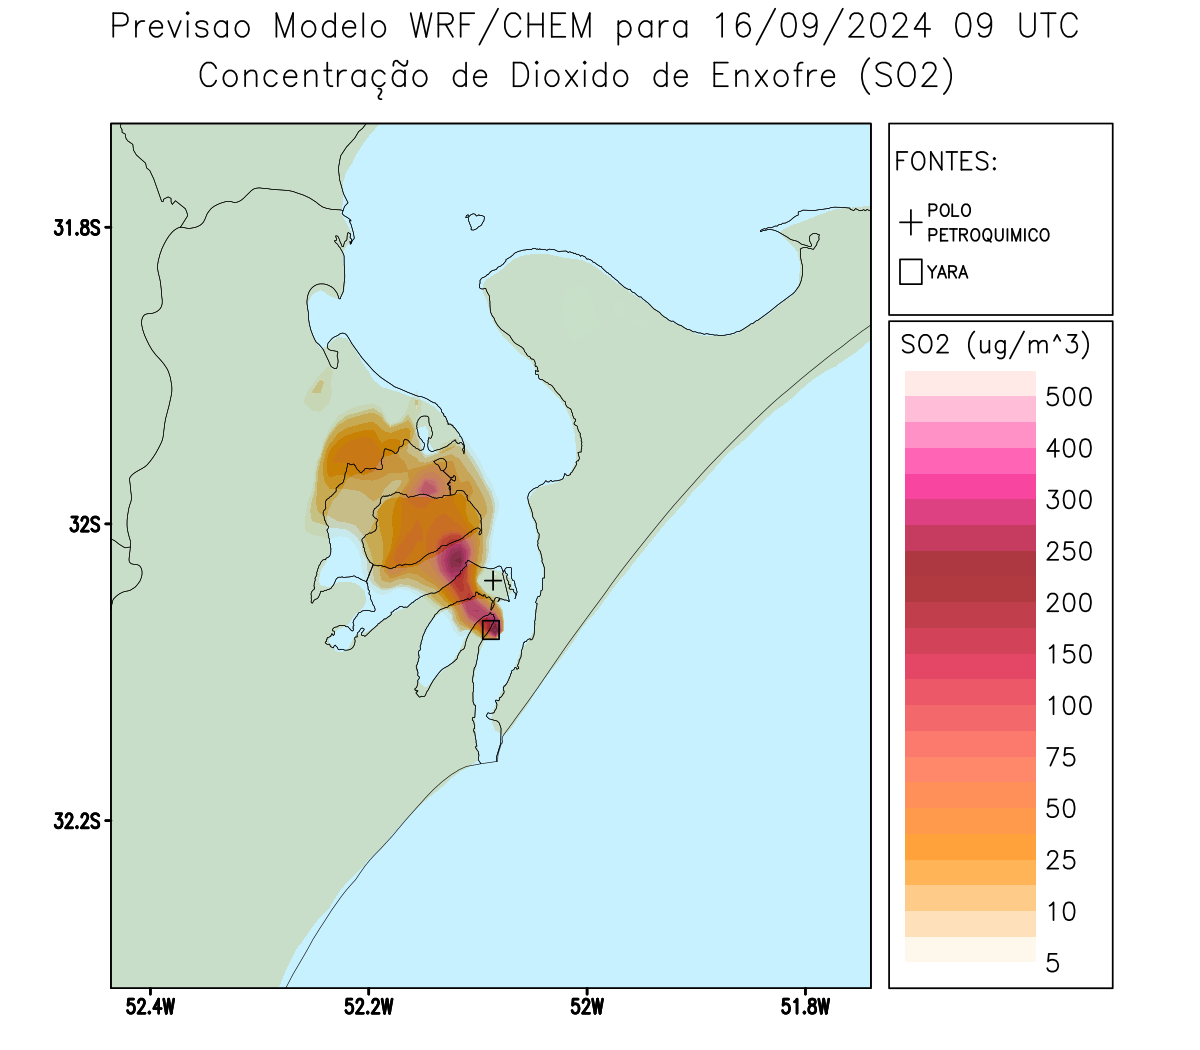 Previsao Modelo WRF/CHEM para 16/09/2024 09 UTC
Concentração de Dioxido de Enxofre (SO2)
FONTES:
POLO
PETROQUIMICO
YARA
31.8S
32S
32.2S
52.4W
52.2W
52W
51.8W
SO2 (ug/m^3)
500
400
300
250
200
150
100
75
50
25
10
5